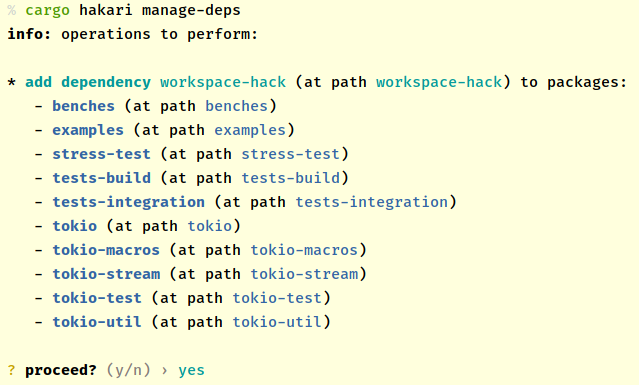 % cargo hakari manage-deps
info: operations to perform:
* add dependency workspace-hack (at path workspace-hack) to packages:
- benches (at path benches)
- examples (at path examples)
- stress-test (at path stress-test)
- tests-build (at path tests-build)
- tests-integration (at path tests-integration)
- tokio (at path tokio)
- tokio-macros (at path tokio-macros)
- tokio-stream (at path tokio-stream)
- tokio-test (at path tokio-test)
- tokio-util (at path tokio-util)
? proceed? (y/n) › yes